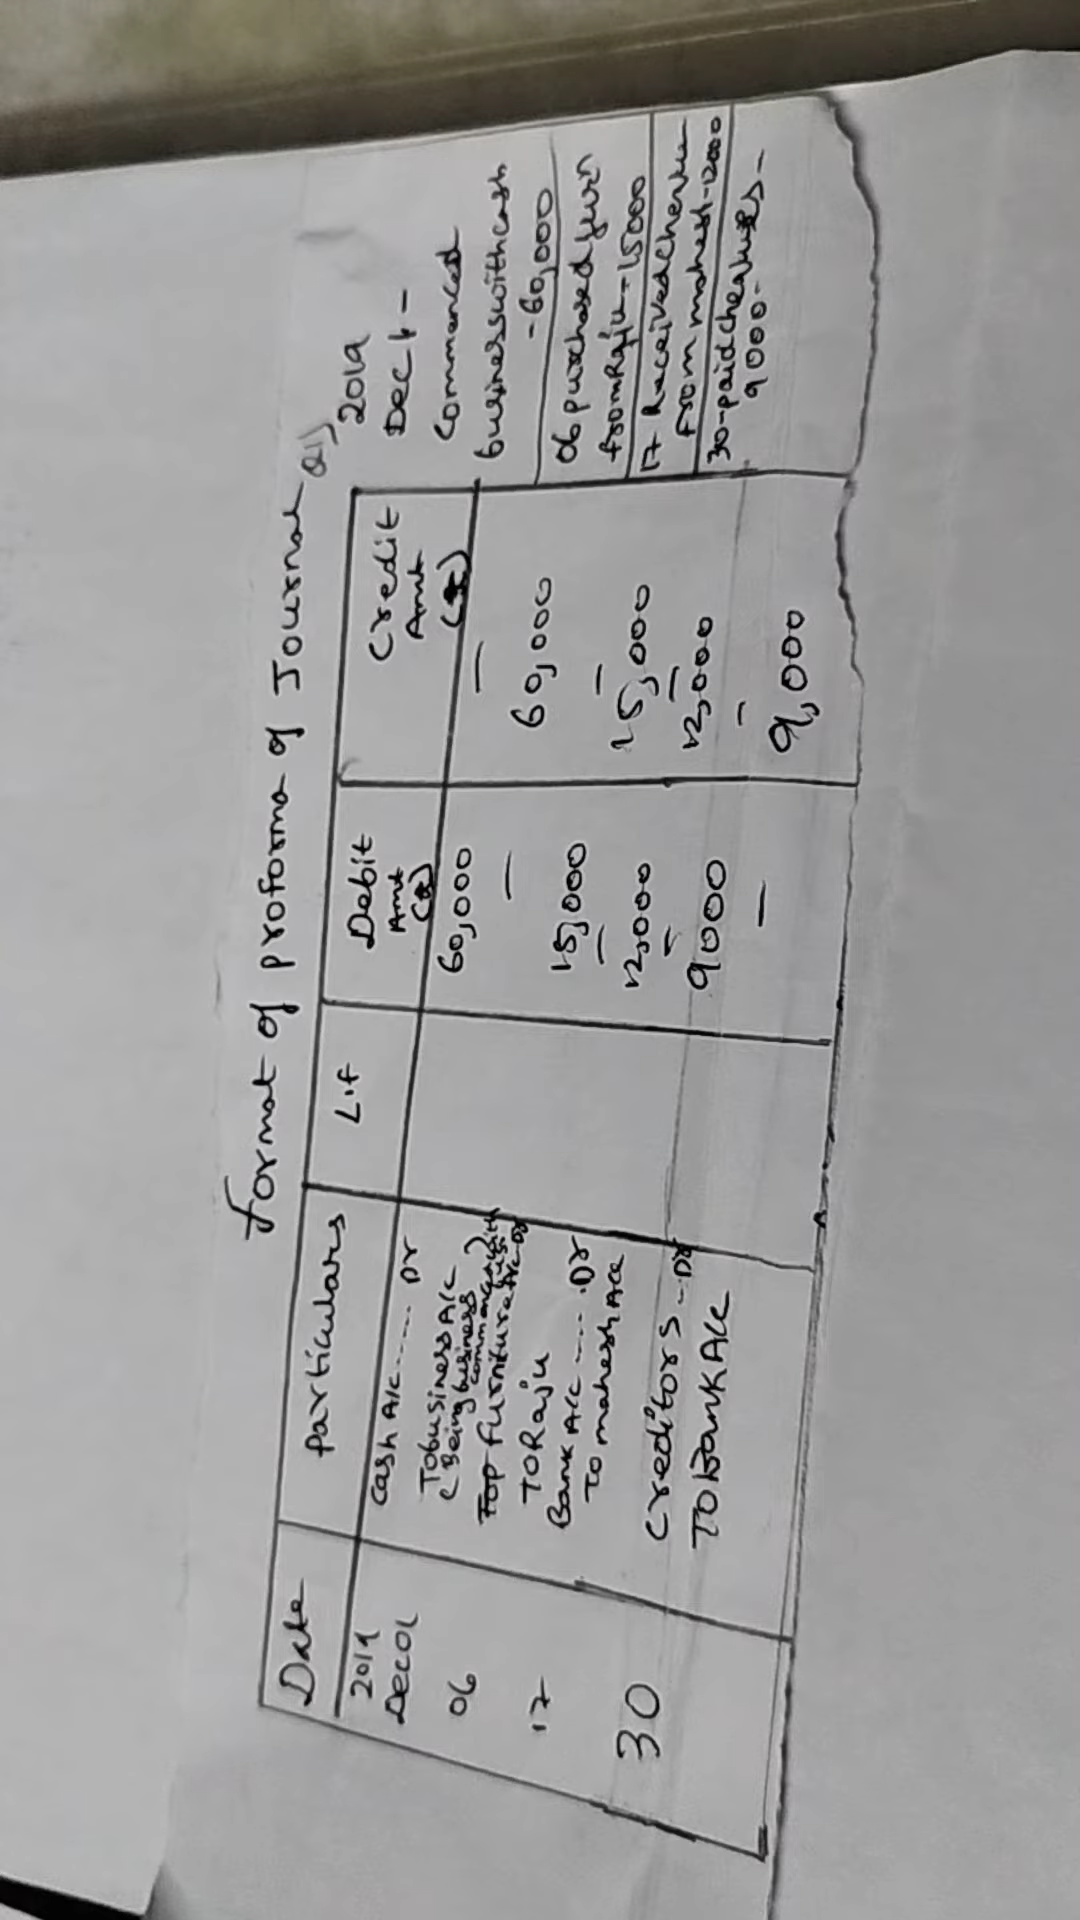 Format of proforma of Journal
Date
Particulars
L.f
Debit
Amt
(₹)
Credit
Amt
(₹)
2019
Dec 01
Cash A/c...... Dr
60,000
—
To business A/c
—
60,000
(Being business
commenced with
06
furniture A/c Dr
15,000
—
To Raju
—
15,000
17
Bank A/c .... Dr
12,000
—
To mahesh A/c
–
12,000
30
Creditors ... Dr
9000
–
To Bank A/c
—
9,000
Q1)
2019
Dec 1 –
Commenced
business with cash
- 60,000
06 purchased furn
from Raju - 15000
17 Received cheque
from mahesh - 12000
30 - paid cheques -
9000 -